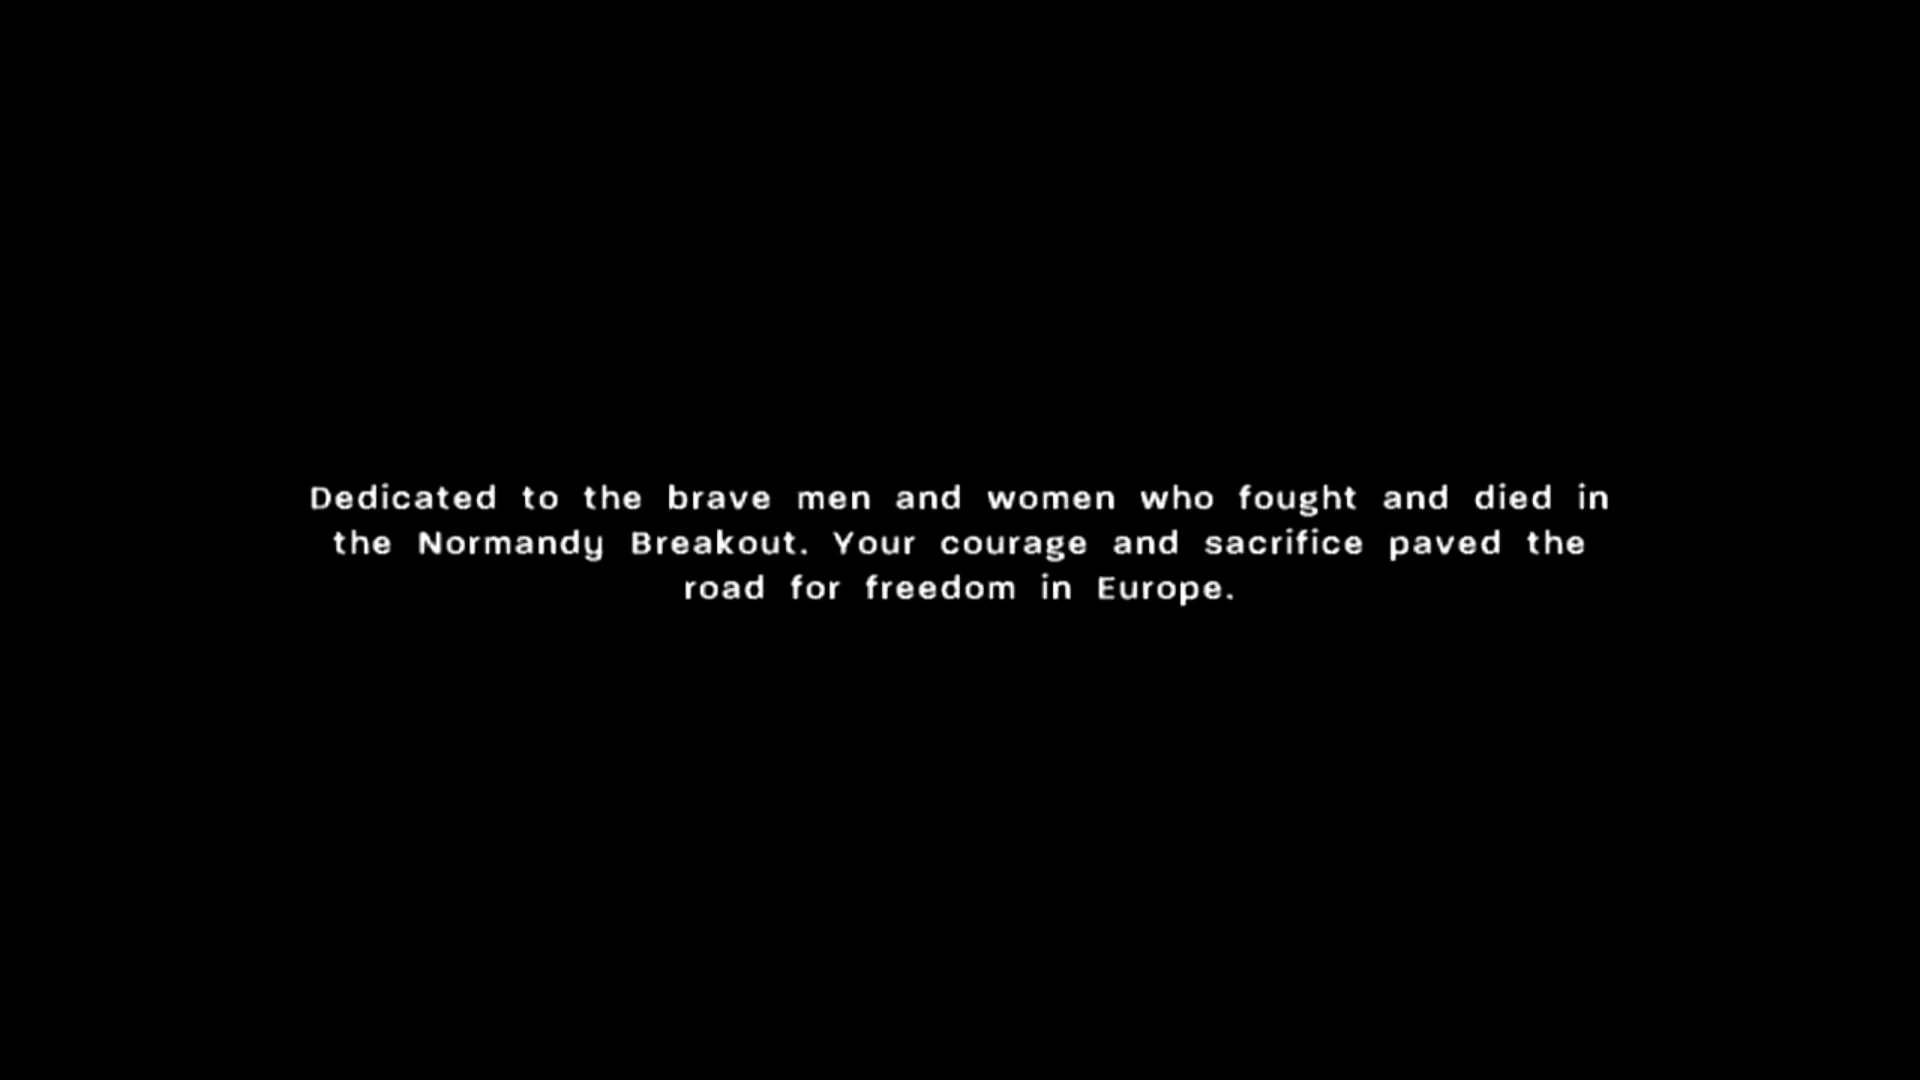 Dedicated to the brave men and women who fought and died in
the Normandy Breakout. Your courage and sacrifice paved the
road for freedom in Europe.